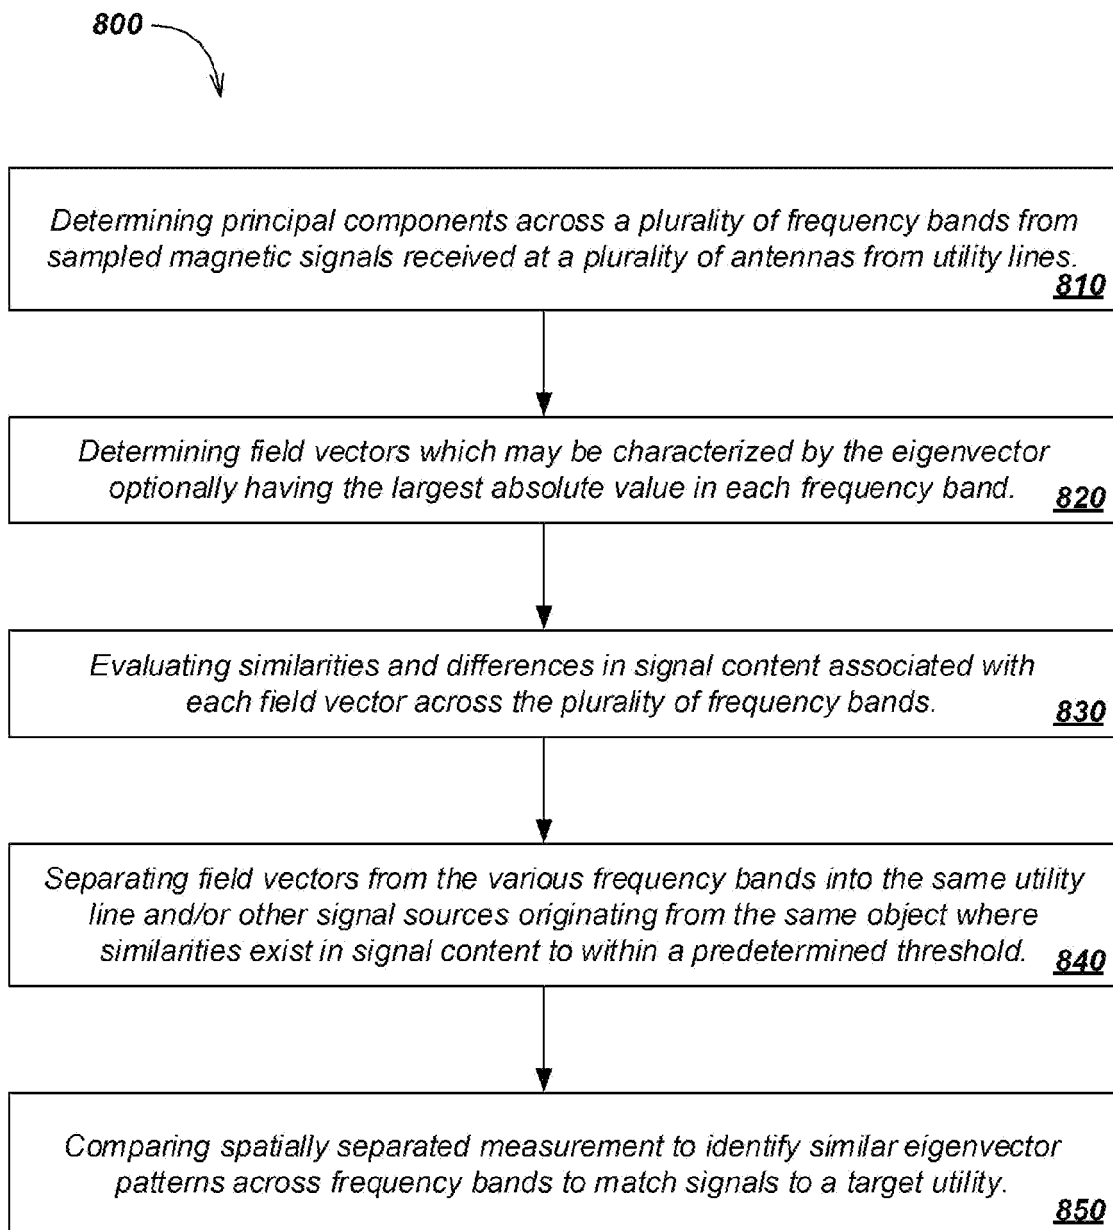 800
Determining principal components across a plurality of frequency bands from
sampled magnetic signals received at a plurality of antennas from utility lines.
810
Determining field vectors which may be characterized by the eigenvector
optionally having the largest absolute value in each frequency band.
820
Evaluating similarities and differences in signal content associated with
each field vector across the plurality of frequency bands.
830
Separating field vectors from the various frequency bands into the same utility
line and/or other signal sources originating from the same object where
similarities exist in signal content to within a predetermined threshold.
840
Comparing spatially separated measurement to identify similar eigenvector
patterns across frequency bands to match signals to a target utility.
850